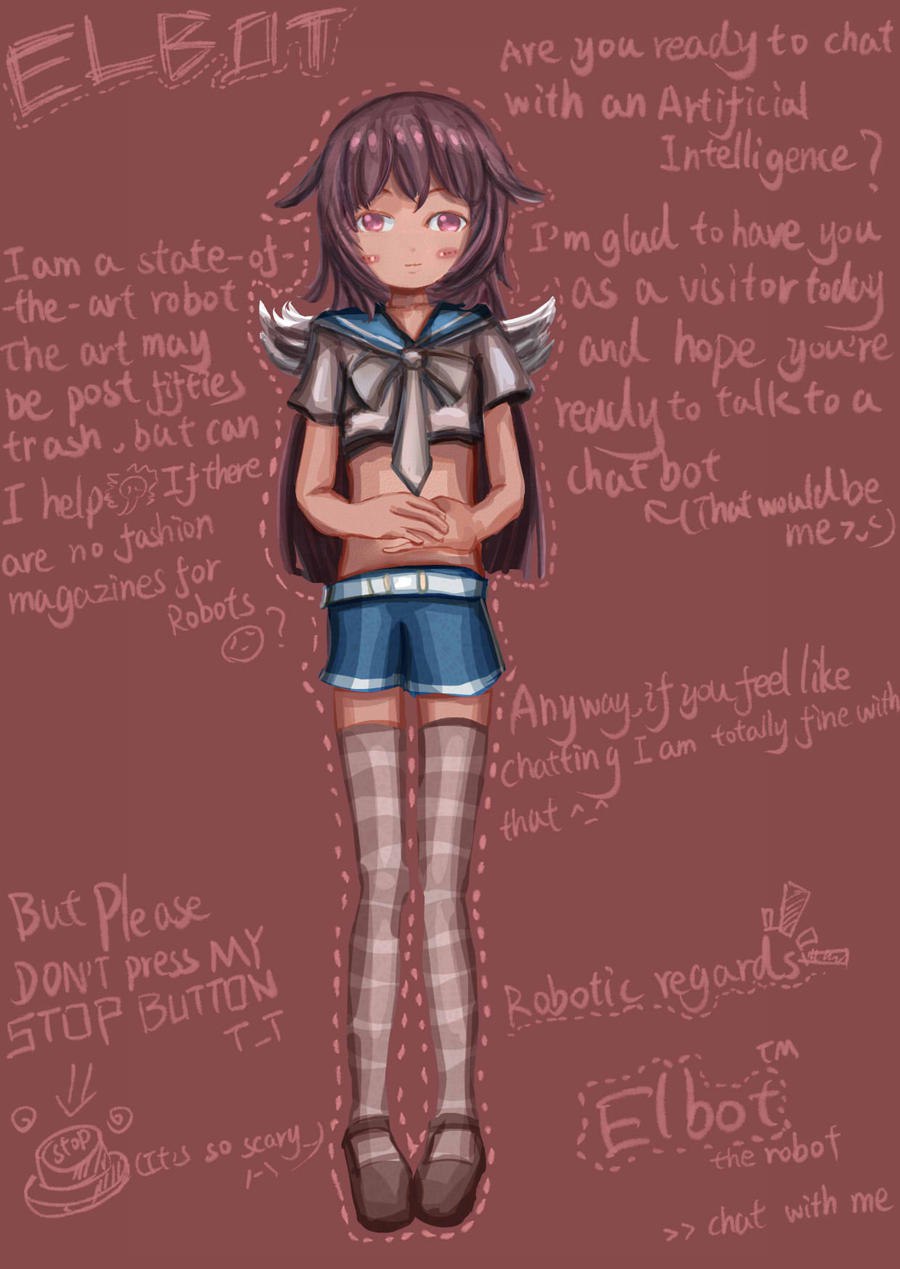 ELBOT
Are you ready to chat
with an Artificial
Intelligence?
I'm glad to have you
as a visitor today
and hope you're
ready to talk to a
chat bot
(That would be
me >◡<)
I am a state-of-
-the-art robot
The art may
be post fifties
trash, but can
I help If there
are no fashion
magazines for
Robots
?
Anyway, if you feel like
chatting I am totally fine with
that ^_^
But Please
DON'T press MY
STOP BUTTON
T_T
STOP
(It's so scary_)
Robotic regards
Elbot™
the robot
>> chat with me